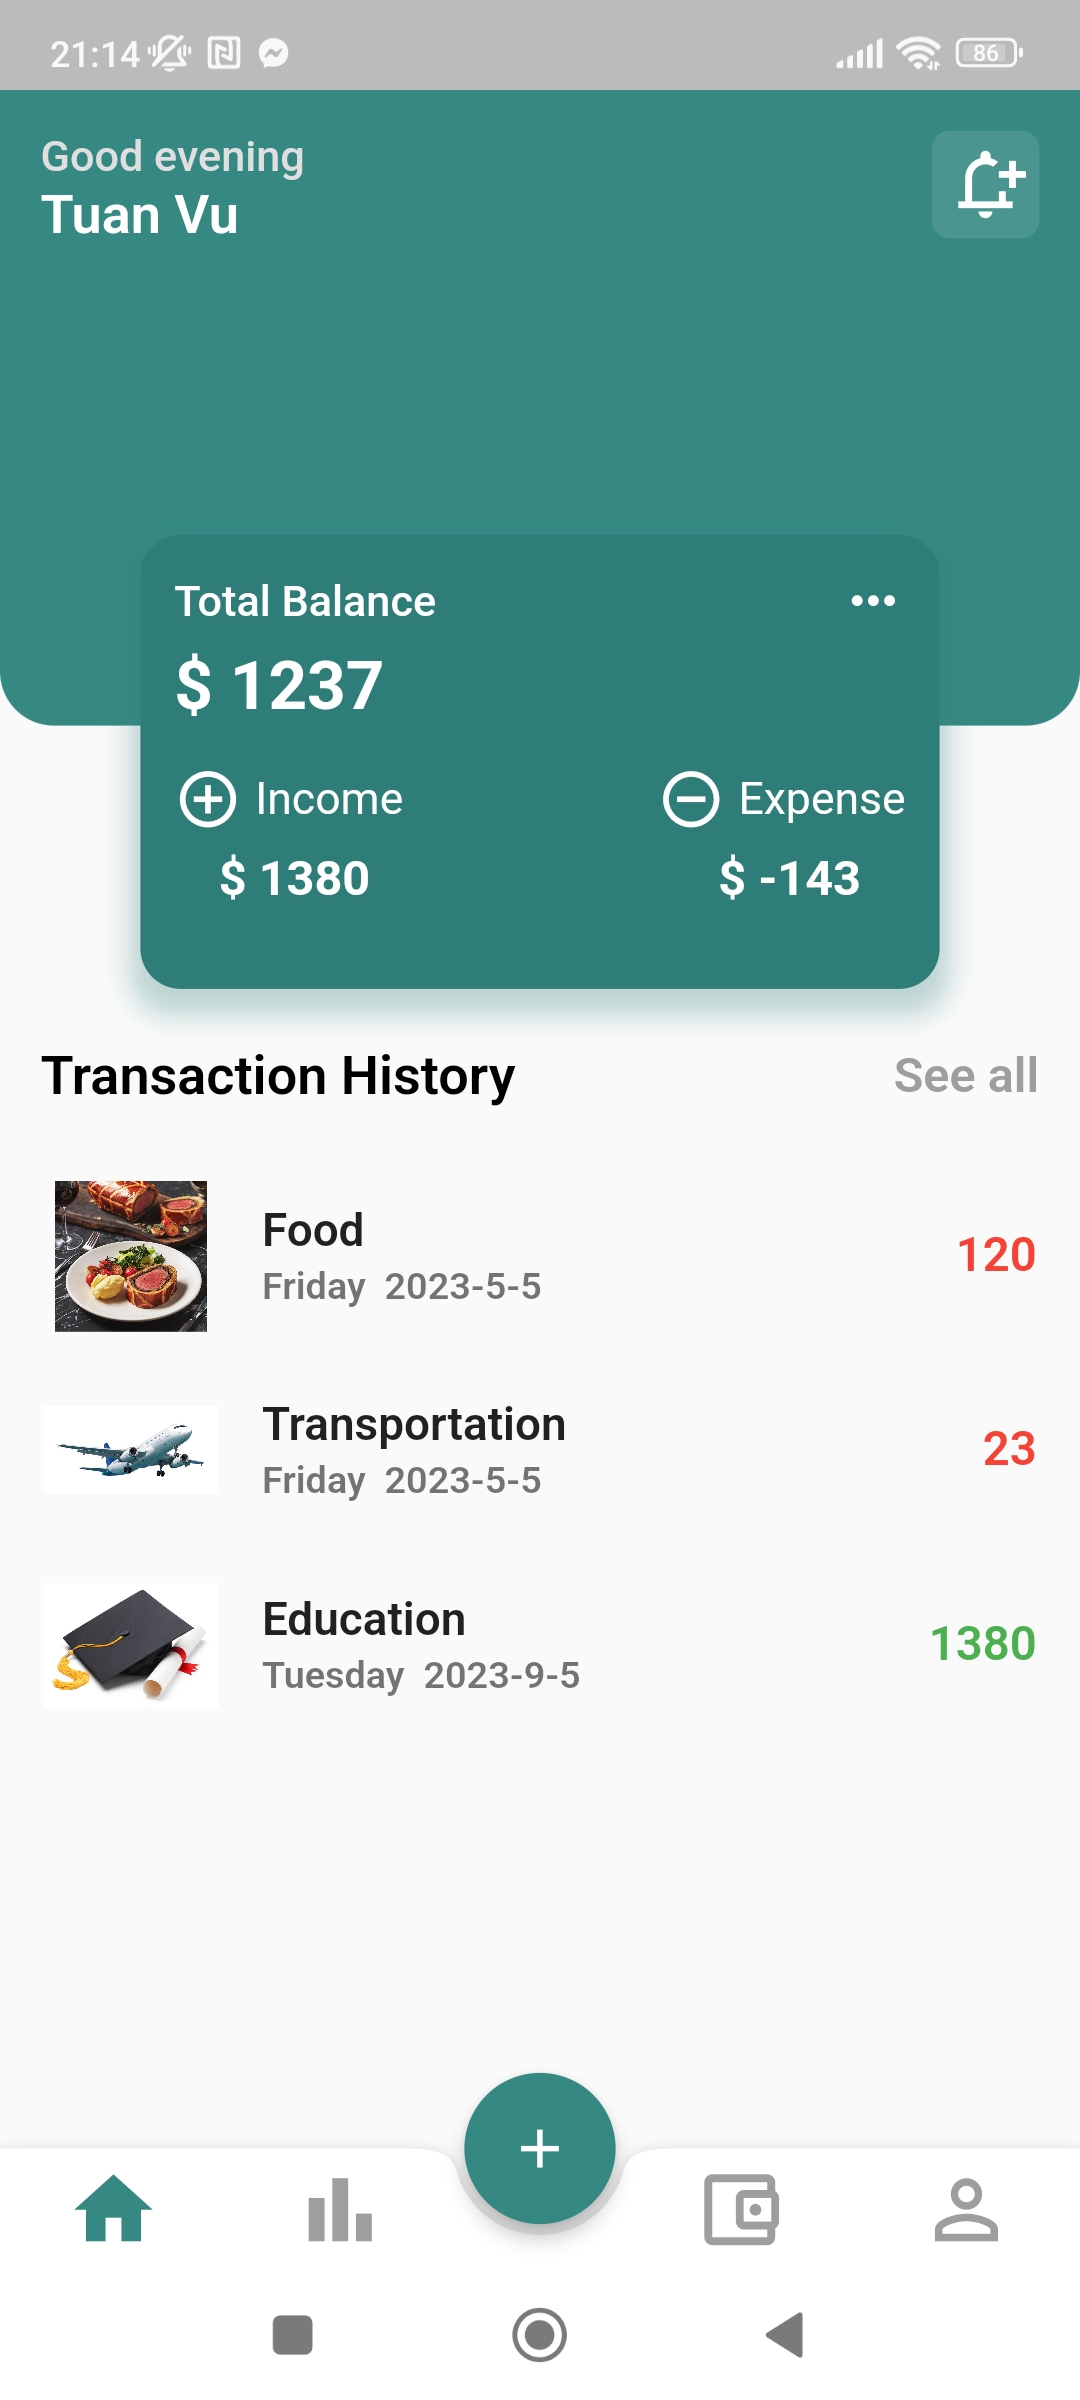 21:14
86
Good evening
Tuan Vu
Total Balance
$ 1237
Income
Expense
$ 1380
$ -143
Transaction History
See all
Food
Friday 2023-5-5
120
Transportation
Friday 2023-5-5
23
Education
Tuesday 2023-9-5
1380